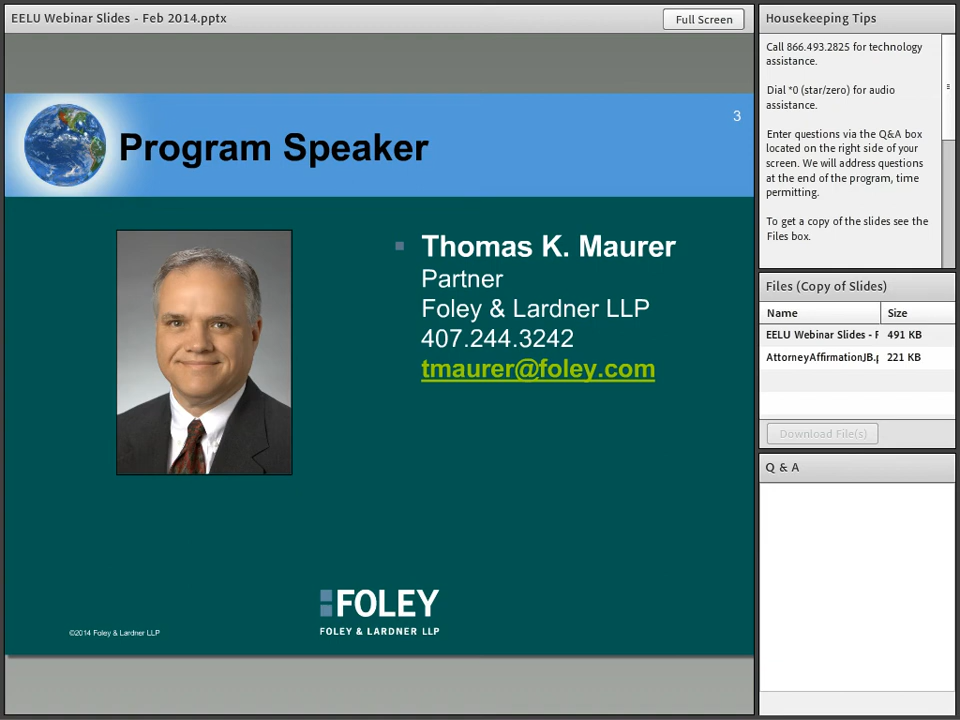 EELU Webinar Slides - Feb 2014.pptx
Full Screen
3
Program Speaker
Thomas K. Maurer
Partner
Foley & Lardner LLP
407.244.3242
tmaurer@foley.com
FOLEY
FOLEY & LARDNER LLP
©2014 Foley & Lardner LLP
Housekeeping Tips
Call 866.493.2825 for technology
assistance.
Dial *0 (star/zero) for audio
assistance.
Enter questions via the Q&A box
located on the right side of your
screen. We will address questions
at the end of the program, time
permitting.
To get a copy of the slides see the
Files box.
Files (Copy of Slides)
Name Size
EELU Webinar Slides - F 491 KB
AttorneyAffirmationJB.p 221 KB
Download File(s)
Q & A